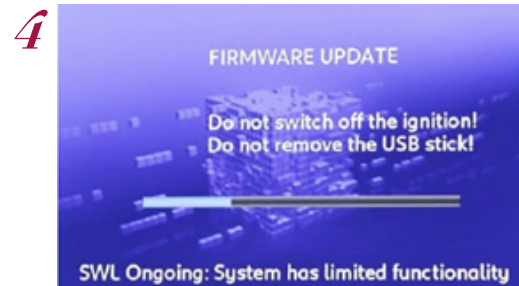 4
FIRMWARE UPDATE
Do not switch off the ignition!
Do not remove the USB stick!
SWL Ongoing: System has limited functionality